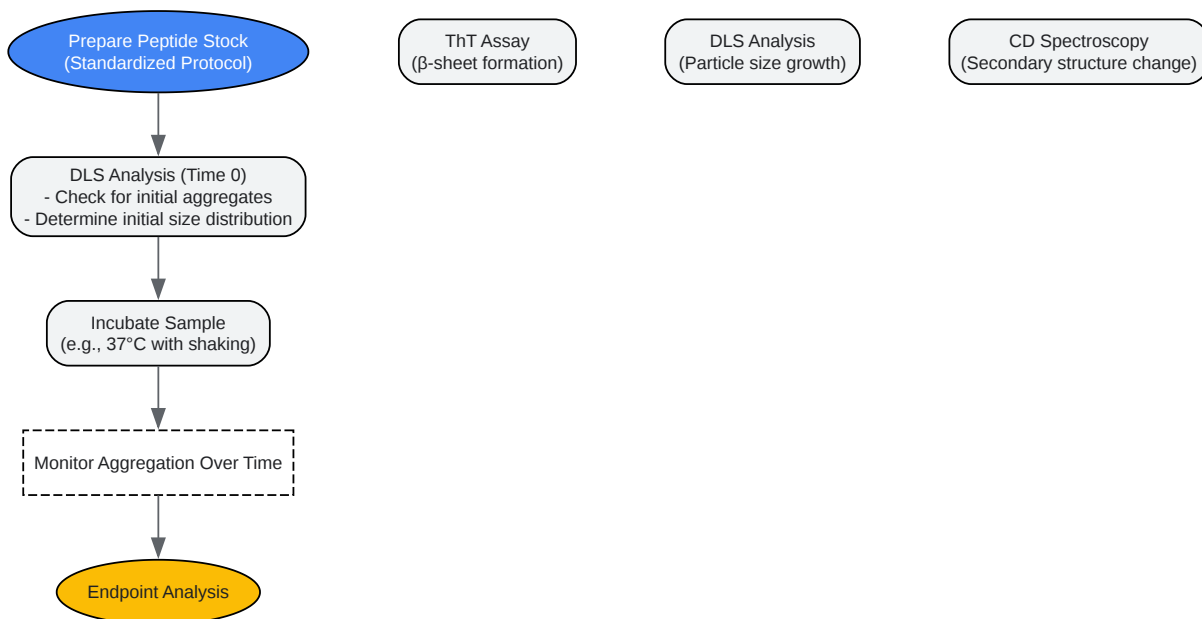 Prepare Peptide Stock
(Standardized Protocol)
ThT Assay
(β-sheet formation)
DLS Analysis
(Particle size growth)
CD Spectroscopy
(Secondary structure change)
DLS Analysis (Time 0)
- Check for initial aggregates
- Determine initial size distribution
Incubate Sample
(e.g., 37°C with shaking)
Monitor Aggregation Over Time
Endpoint Analysis